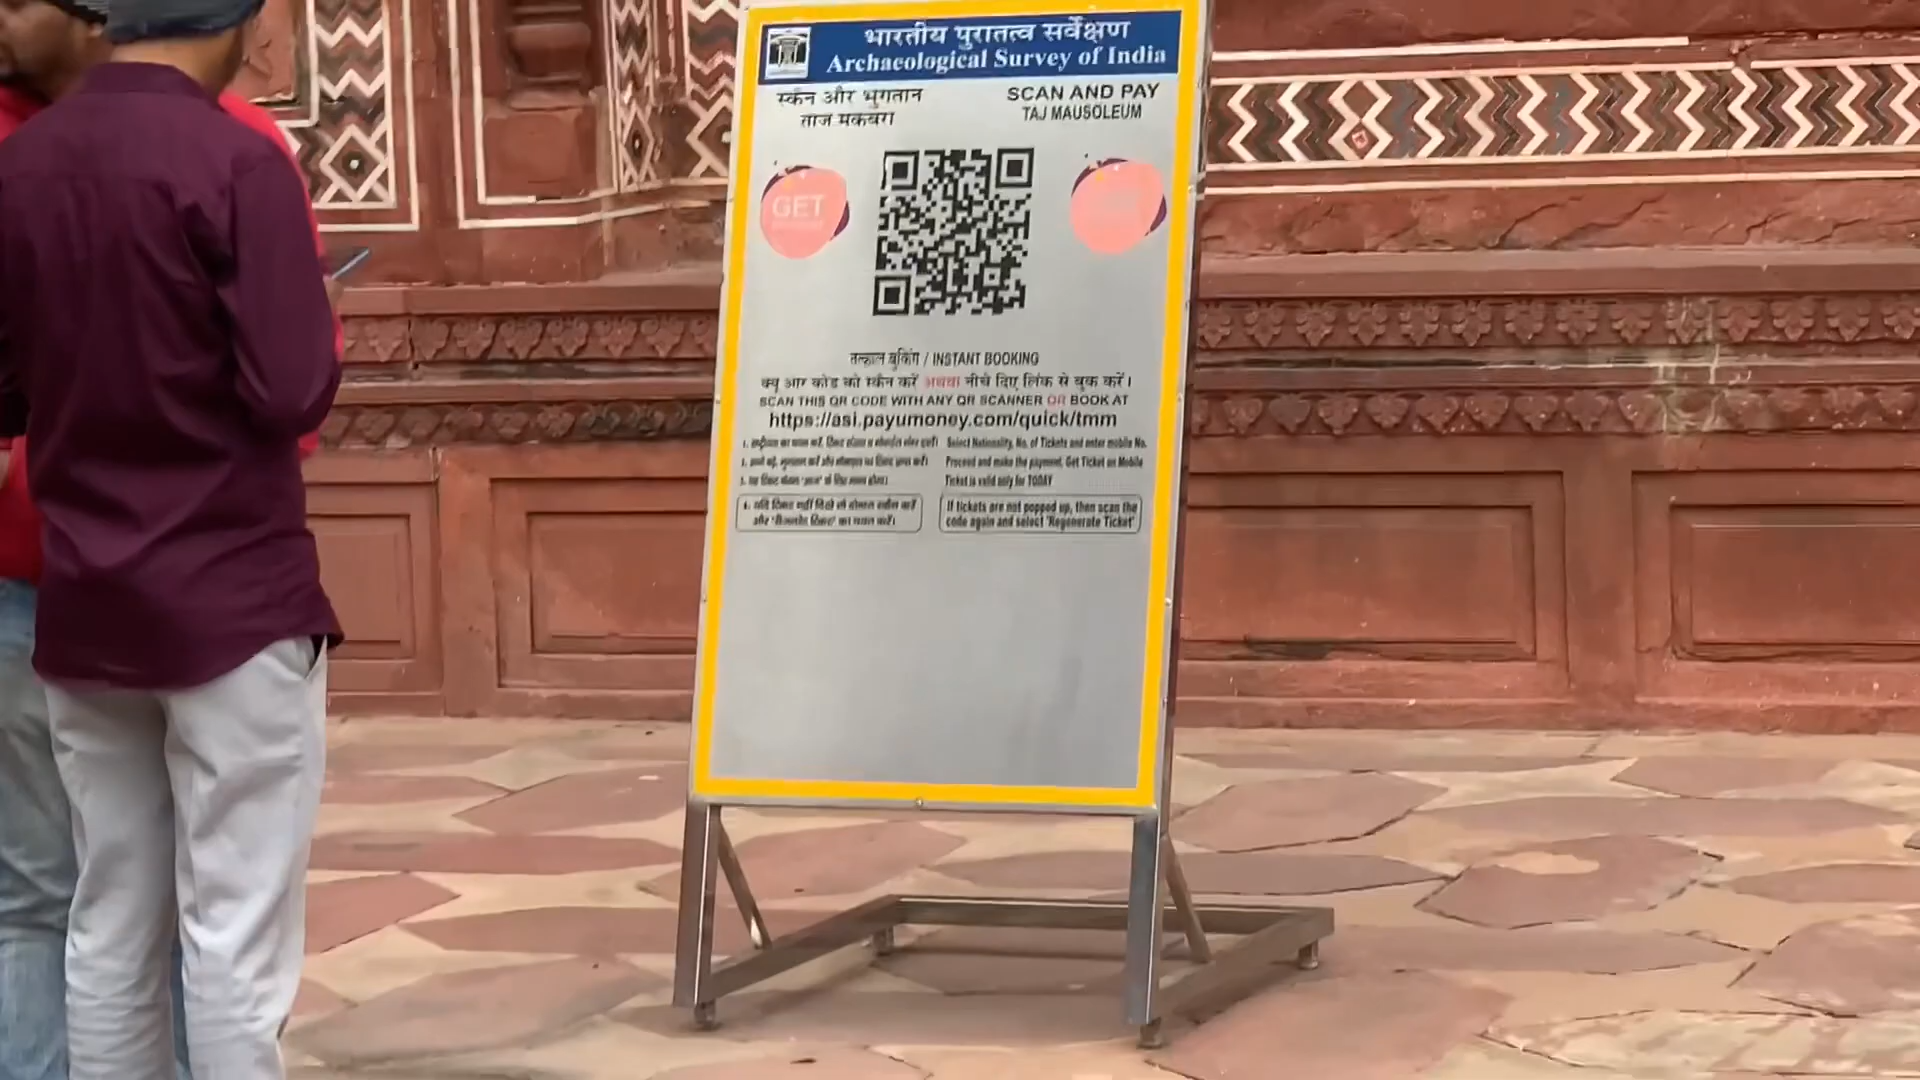 भारतीय पुरातत्व सर्वेक्षण
Archaeological Survey of India
स्कॅन और भुगतान
ताज मकबरा
SCAN AND PAY
TAJ MAUSOLEUM
GET
तत्काल बुकिंग / INSTANT BOOKING
क्यू आर कोड को स्कॅन करें अथवा नीचे दिए लिंक से बुक करें।
SCAN THIS QR CODE WITH ANY QR SCANNER OR BOOK AT
https://asi.payumoney.com/quick/tmm
Select Nationality, No. of Tickets and enter mobile No.
Proceed and make the payment. Get Ticket on Mobile
Ticket is valid only for TODAY
If tickets are not popped up, then scan the
code again and select 'Regenerate Ticket'